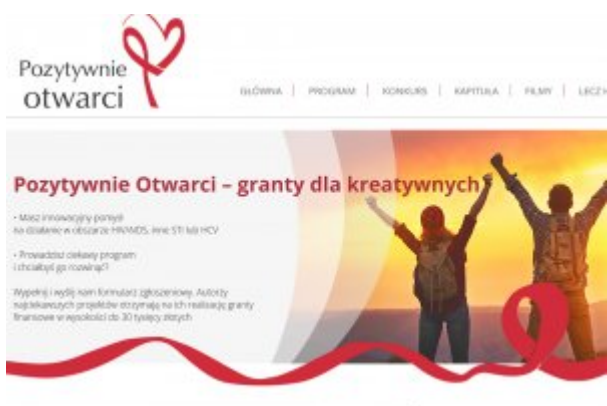 Pozytywnie
otwarci
GŁÓWNA | PROGRAM | KONKURS | KAPITUŁA | FILMY | LECZ
Pozytywnie Otwarci – granty dla kreatywnych
• Masz innowacyjny pomysł
na działanie w obszarze HIV/AIDS, inne STI lub HCV
• Prowadzisz ciekawy program
i chciałbyś go rozwinąć?
Wypełnij i wyślij nam formularz zgłoszeniowy. Autorzy
najciekawszych projektów otrzymają na ich realizację granty
finansowe w wysokości do 30 tysięcy złotych